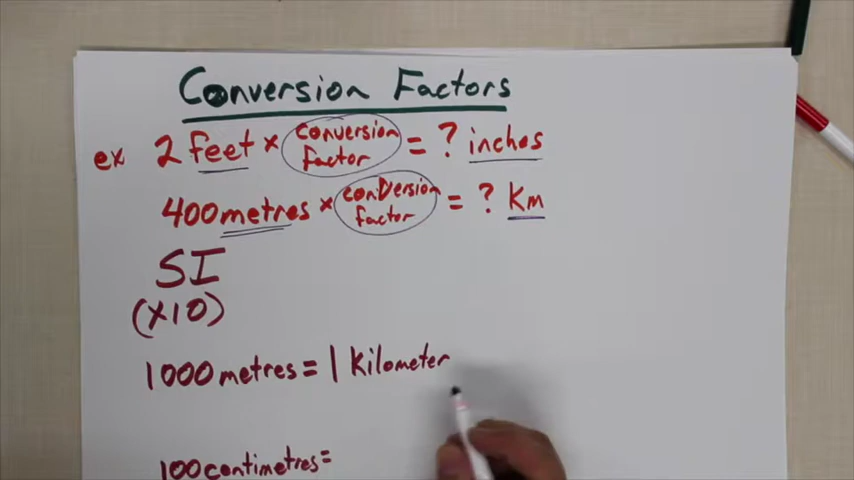 Conversion Factors
ex 2 feet × conversion factor = ? inches
400 metres × conversion factor = ? Km
SI
(×10)
1000 metres = 1 kilometer
100 centimetres =